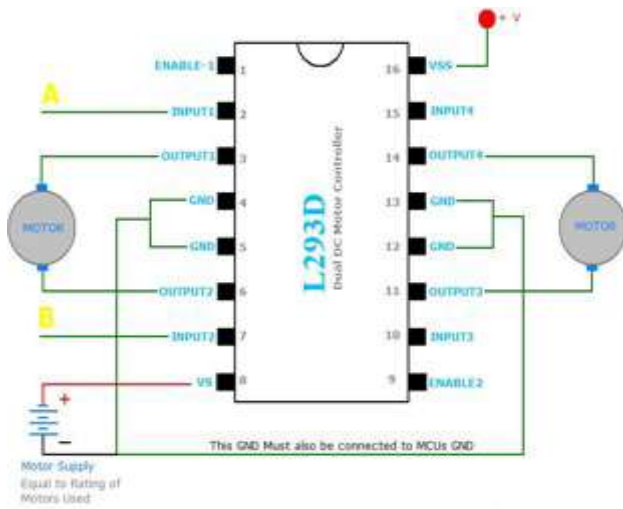 + V
ENABLE-1 1 16 VSS
A
INPUT1 2 15 INPUT4
OUTPUT1 3 14 OUTPUT4
GND 4 13 GND
MOTOR L293D Dual DC Motor Controller MOTOR
GND 5 12 GND
OUTPUT2 6 11 OUTPUT3
B
INPUT2 7 10 INPUT3
VS 8 9 ENABLE2
+
−
This GND Must also be connected to MCUs GND
Motor Supply
Equal to Rating of
Motors Used